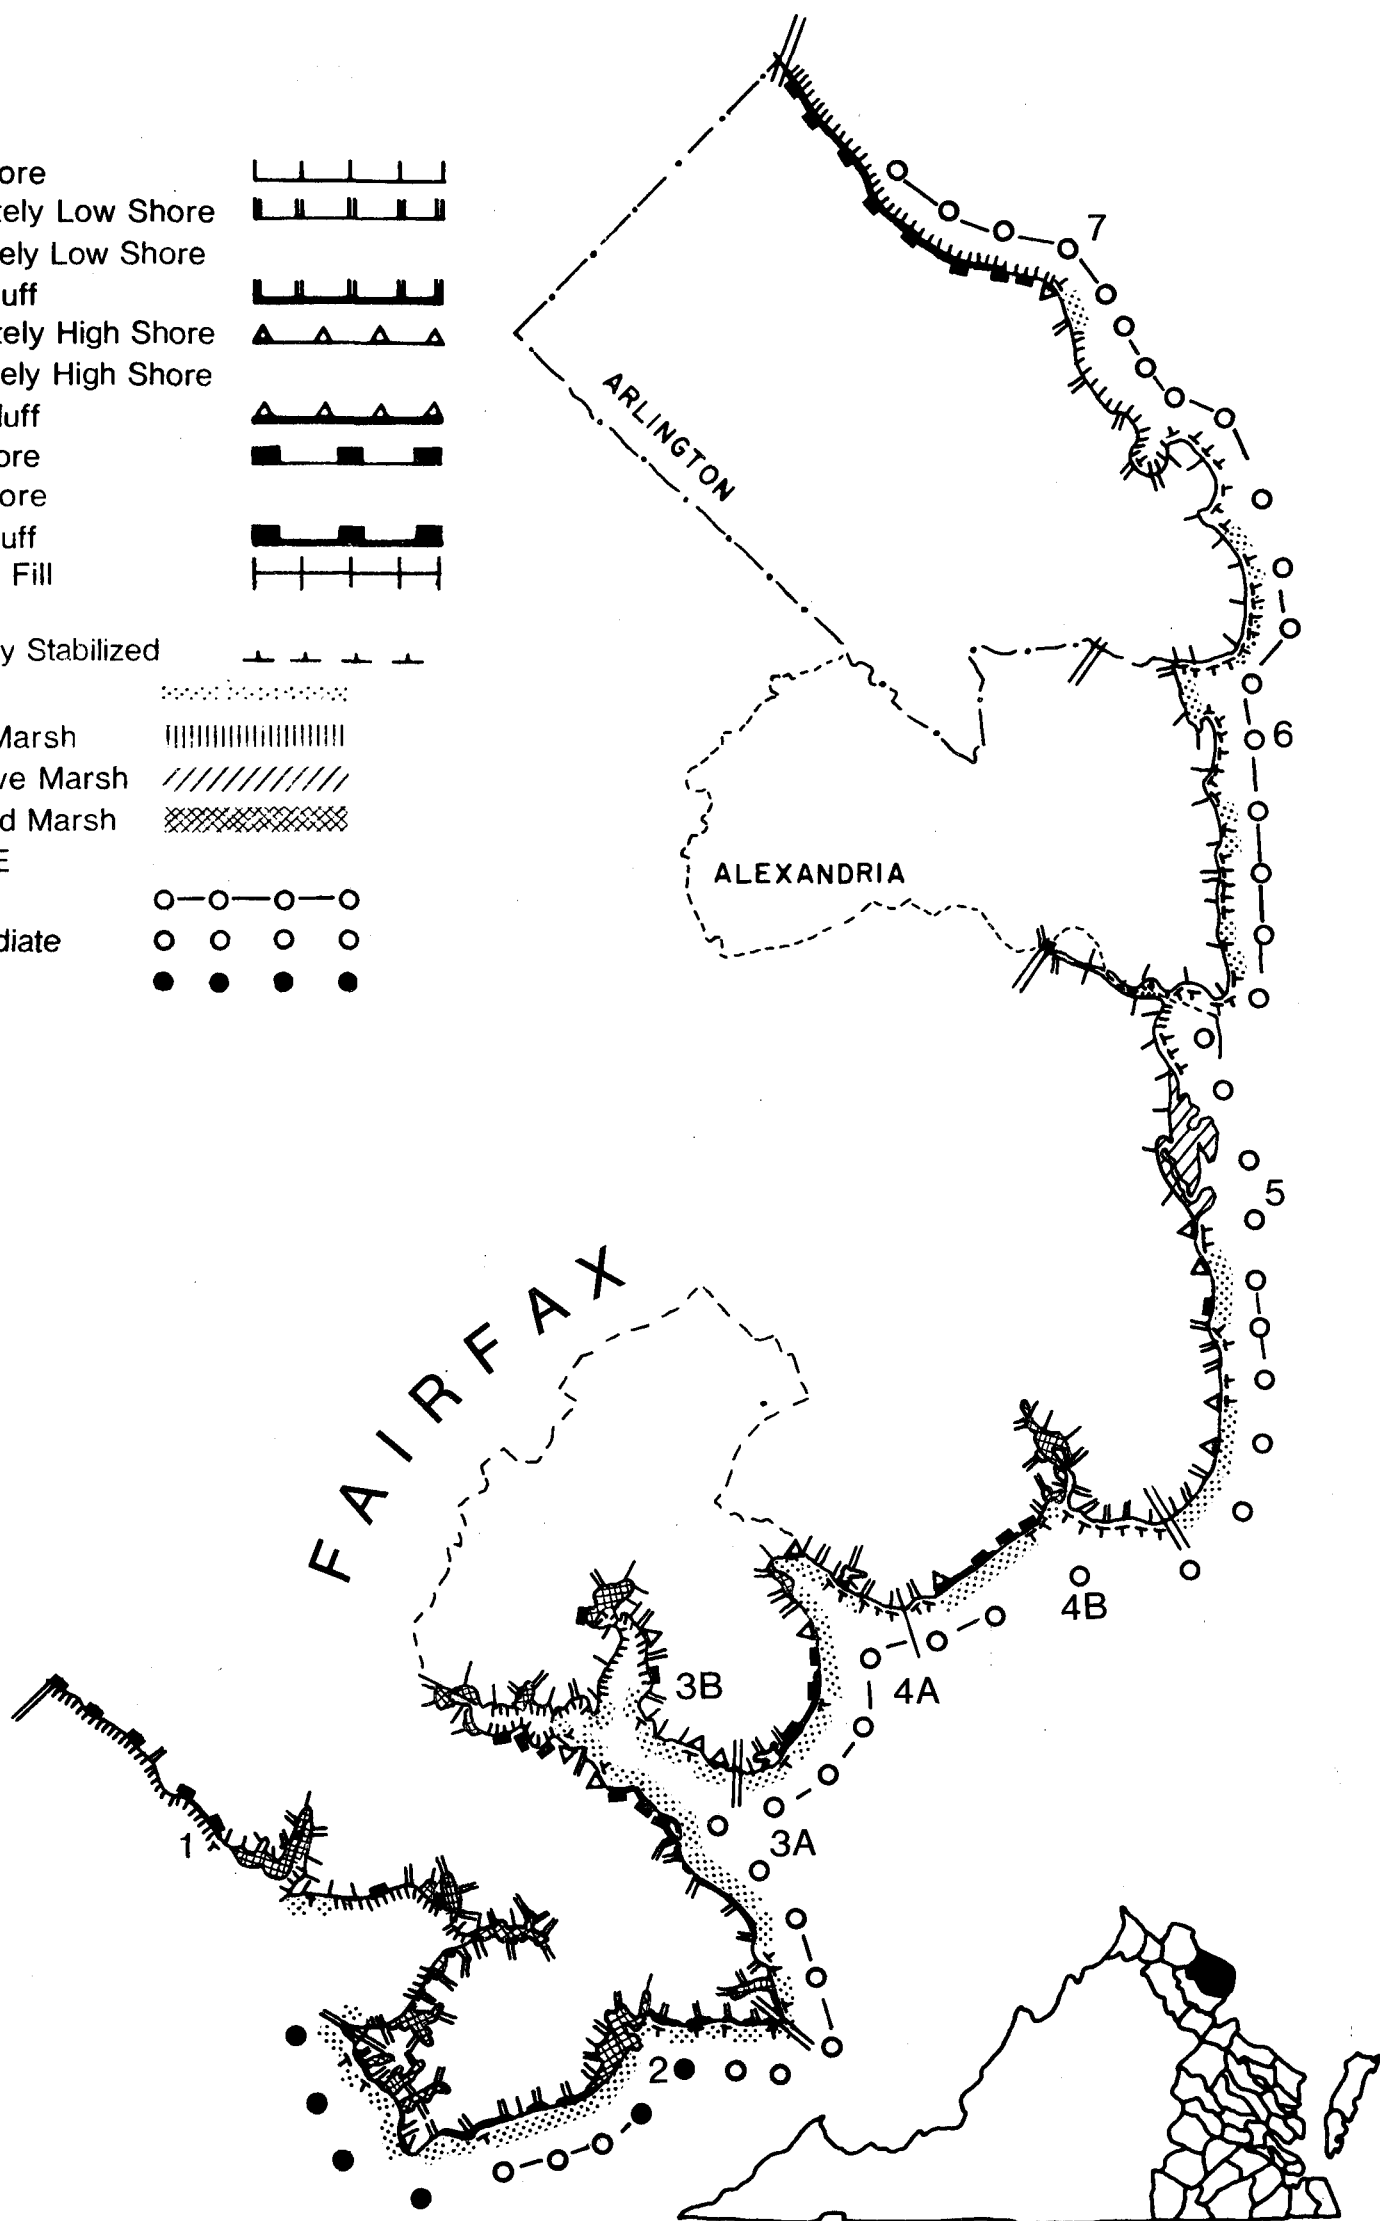 ore
tely Low Shore
ely Low Shore
uff
tely High Shore
ely High Shore
luff
ore
ore
uff
Fill
y Stabilized
Marsh
ve Marsh
d Marsh
E
diate
7
ARLINGTON
6
ALEXANDRIA
5
FAIRFAX
4B
4A
3B
3A
1
2